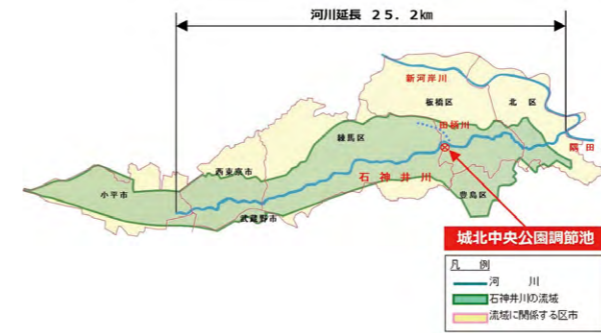 河川延長 25.2km
新河岸川
板橋区
北区
田柄川
隅田
練馬区
西東京市
石神井川
小平市
武蔵野市
豊島区
城北中央公園調節池
凡 例
河 川
石神井川の流域
流域に関係する区市